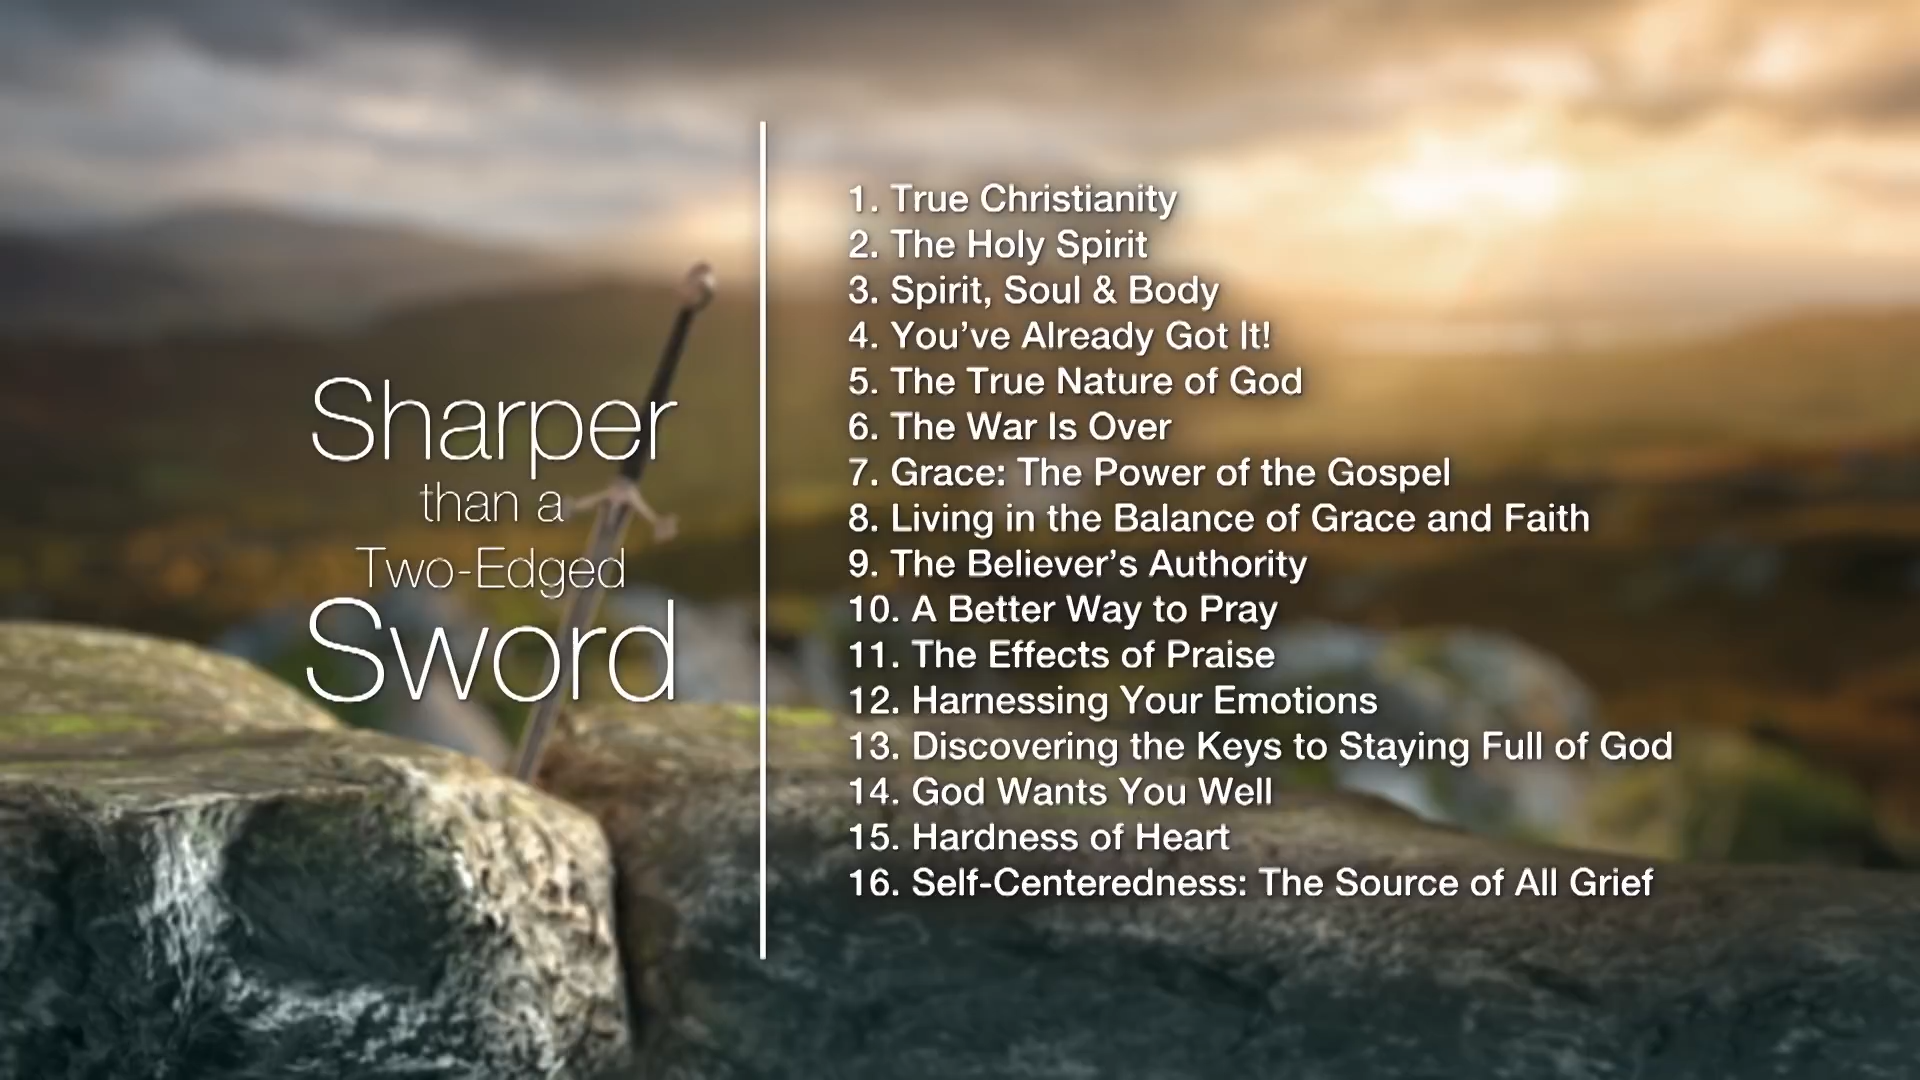 Sharper
than a
Two-Edged
Sword
1. True Christianity
2. The Holy Spirit
3. Spirit, Soul & Body
4. You’ve Already Got It!
5. The True Nature of God
6. The War Is Over
7. Grace: The Power of the Gospel
8. Living in the Balance of Grace and Faith
9. The Believer’s Authority
10. A Better Way to Pray
11. The Effects of Praise
12. Harnessing Your Emotions
13. Discovering the Keys to Staying Full of God
14. God Wants You Well
15. Hardness of Heart
16. Self-Centeredness: The Source of All Grief